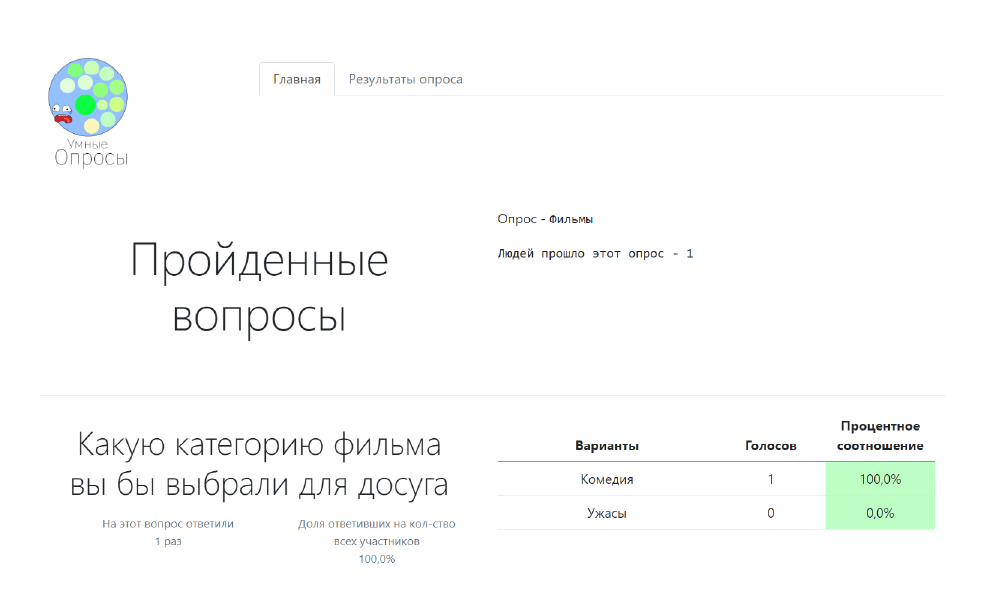 Главная
Результаты опроса
Умные
Опросы
Опрос - Фильмы
Людей прошло этот опрос - 1
Пройденные
вопросы
Какую категорию фильма
вы бы выбрали для досуга
На этот вопрос ответили
1 раз
Доля ответивших на кол-ство
всех участников
100,0%
Варианты
Голосов
Процентное
соотношение
Комедия
1
100,0%
Ужасы
0
0,0%